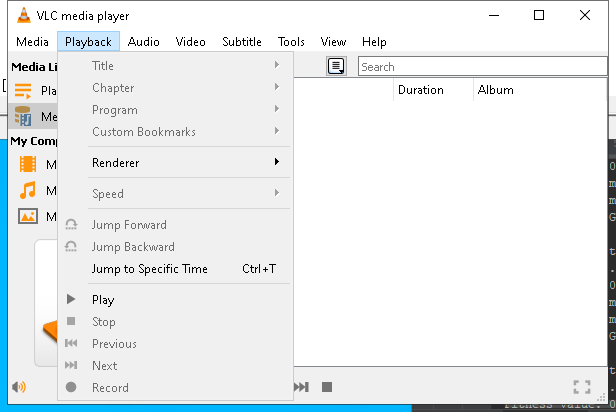 VLC media player
Media Playback Audio Video Subtitle Tools View Help
Media Li
Search
Duration Album
Title
Chapter
Program
Custom Bookmarks
Renderer
Speed
Jump Forward
Jump Backward
Jump to Specific Time Ctrl+T
Play
Stop
Previous
Next
Record
Pla
Me
My Comp
M
M
M